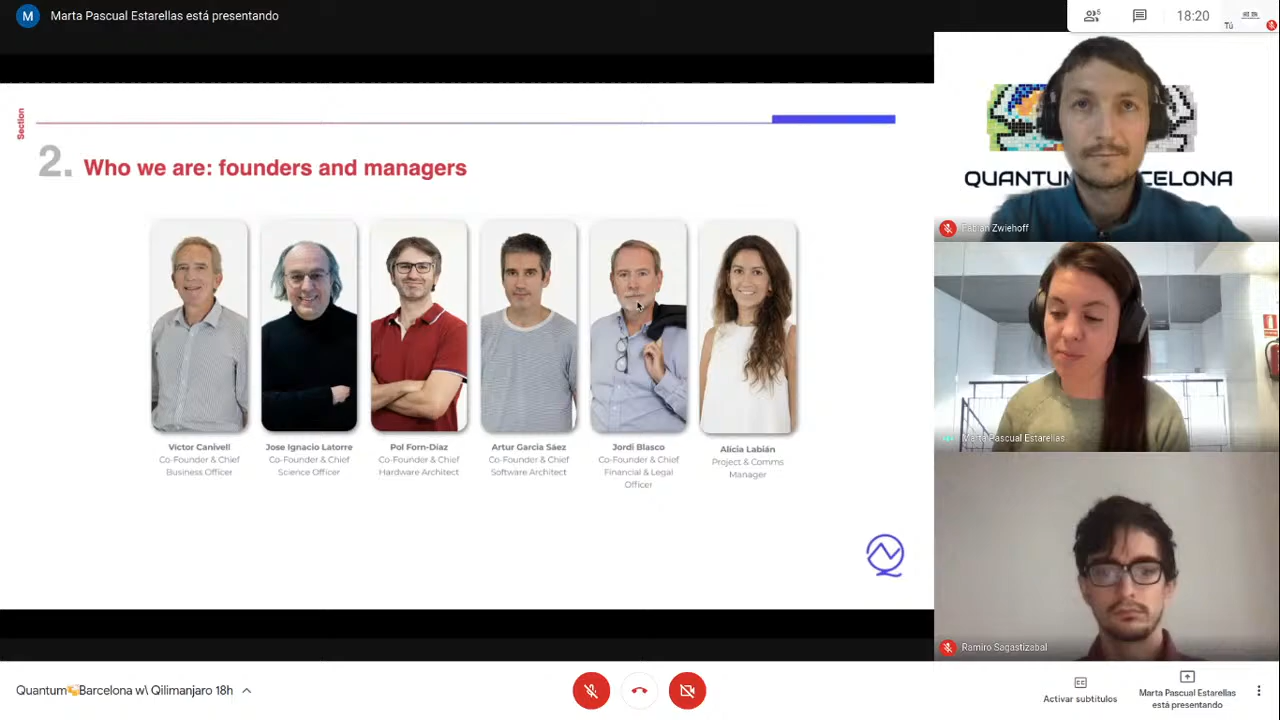 M
Marta Pascual Estarellas está presentando
5
18:20
Tú
Section
2. Who we are: founders and managers
Víctor Canivell
Co-Founder & Chief
Business Officer
Jose Ignacio Latorre
Co-Founder & Chief
Science Officer
Pol Forn-Díaz
Co-Founder & Chief
Hardware Architect
Artur Garcia Sáez
Co-Founder & Chief
Software Architect
Jordi Blasco
Co-Founder & Chief
Financial & Legal
Officer
Alicia Labián
Project & Comms
Manager
Fabian Zwiehoff
Marta Pascual Estarellas
Ramiro Sagastizabal
Quantum Barcelona w\ Qilimanjaro 18h
CC
Activar subtítulos
Marta Pascual Estarellas
está presentando